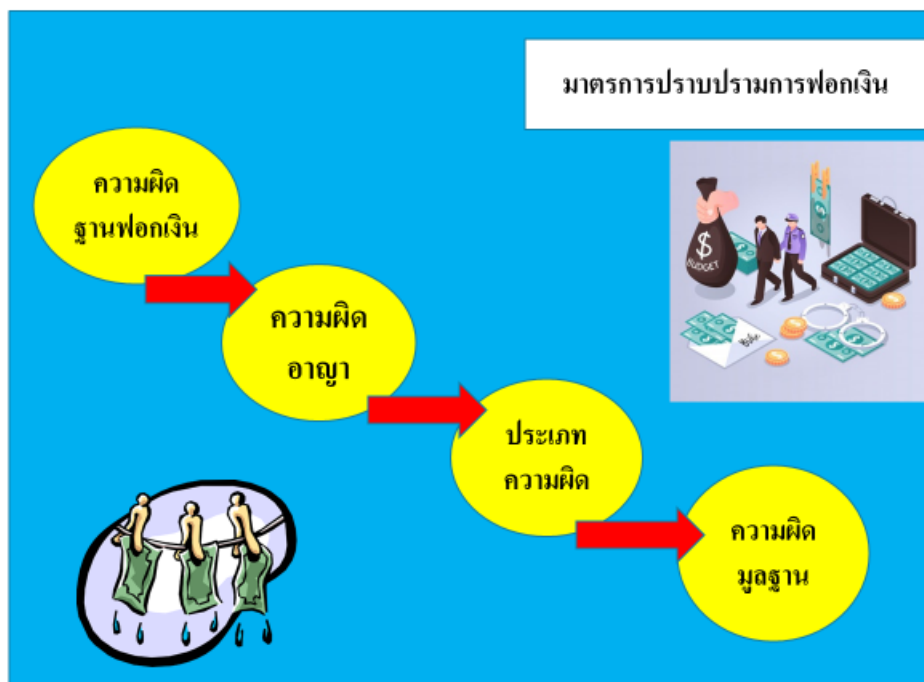 มาตรการปราบปรามการฟอกเงิน
ความผิด
ฐานฟอกเงิน
ความผิด
อาญา
ประเภท
ความผิด
ความผิด
มูลฐาน
$
BUDGET